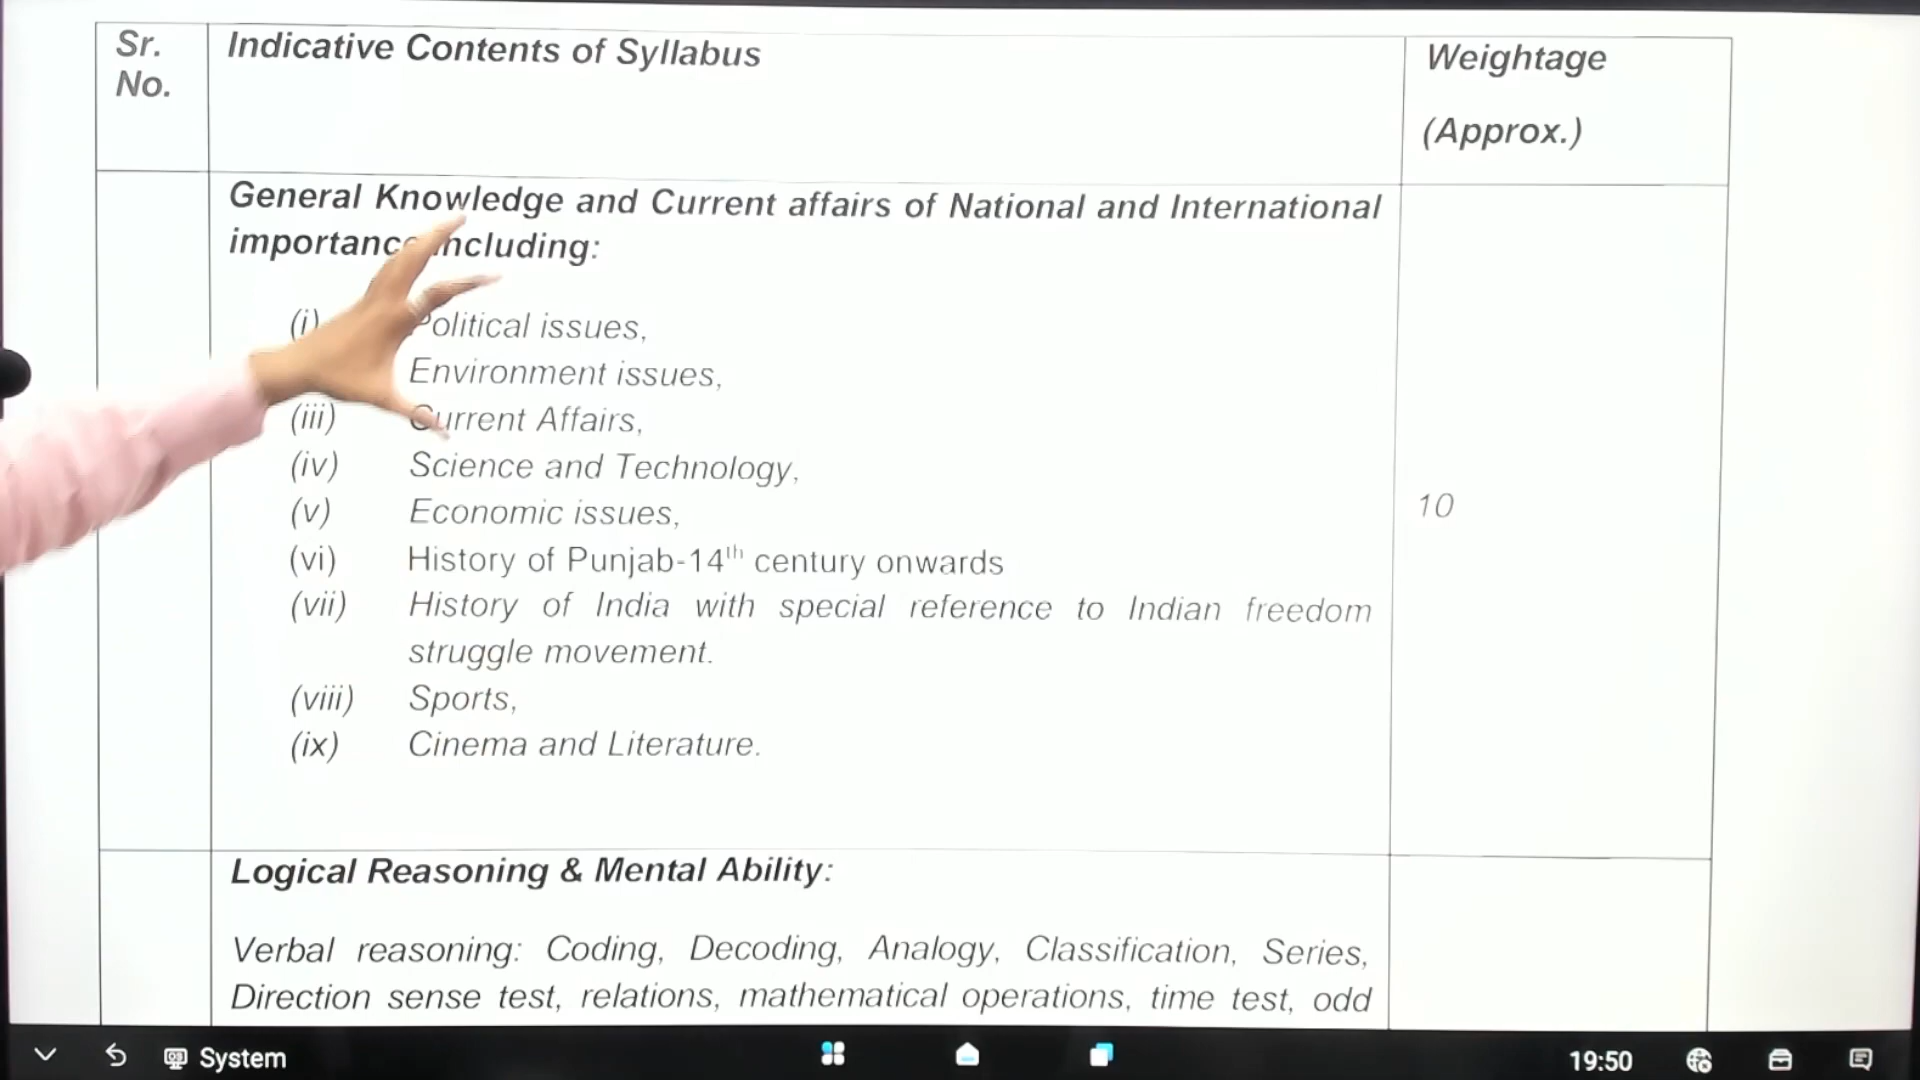 Sr.
No.
Indicative Contents of Syllabus
Weightage
(Approx.)
General Knowledge and Current affairs of National and International
importance including:
(i) Political issues,
Environment issues,
(iii) Current Affairs,
(iv) Science and Technology,
(v) Economic issues,
(vi) History of Punjab-14th century onwards
(vii) History of India with special reference to Indian freedom
struggle movement.
(viii) Sports,
(ix) Cinema and Literature.
10
Logical Reasoning & Mental Ability:
Verbal reasoning: Coding, Decoding, Analogy, Classification, Series,
Direction sense test, relations, mathematical operations, time test, odd
System
19:50